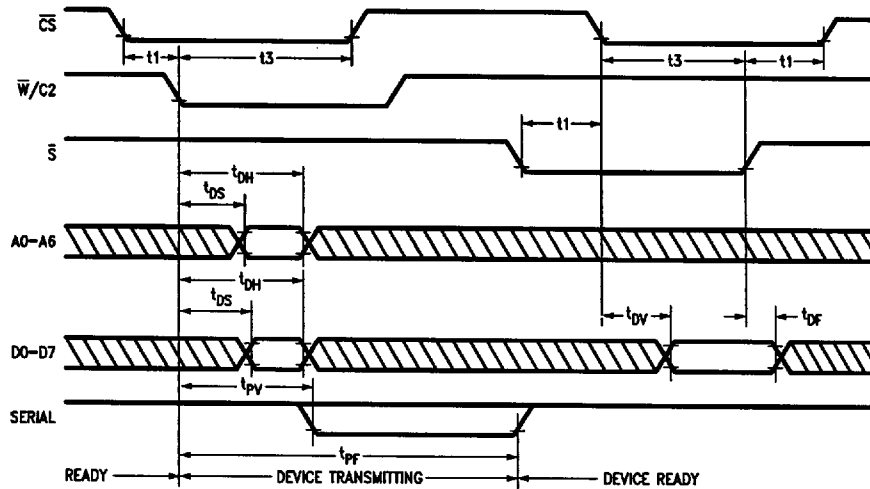 C̅S̅
t1 t3 t3 t1
W̅/C2
t1
S̅
tDH
tDS
A0-A6
tDH
tDS
tDV tDF
D0-D7
tPV
SERIAL
tPF
READY DEVICE TRANSMITTING DEVICE READY